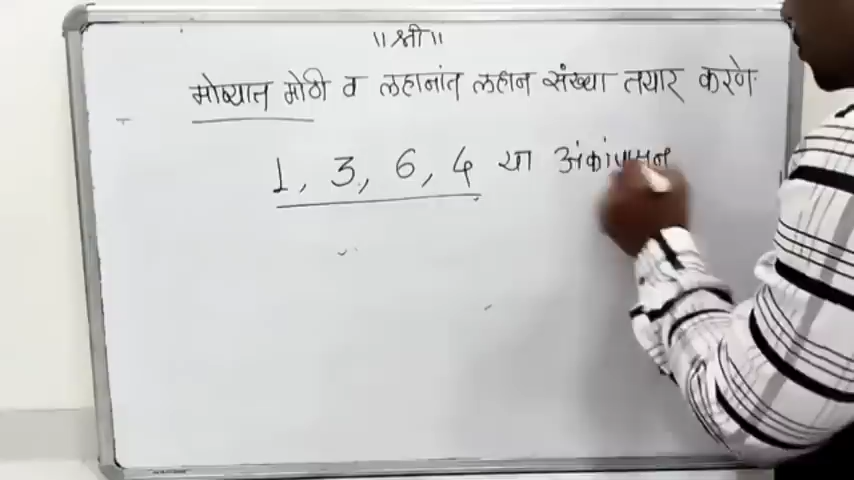 ॥श्री॥
मोठ्यात मोठी व लहानांत लहान संख्या तयार करणे
1, 3, 6, 4 या अंकांपासून